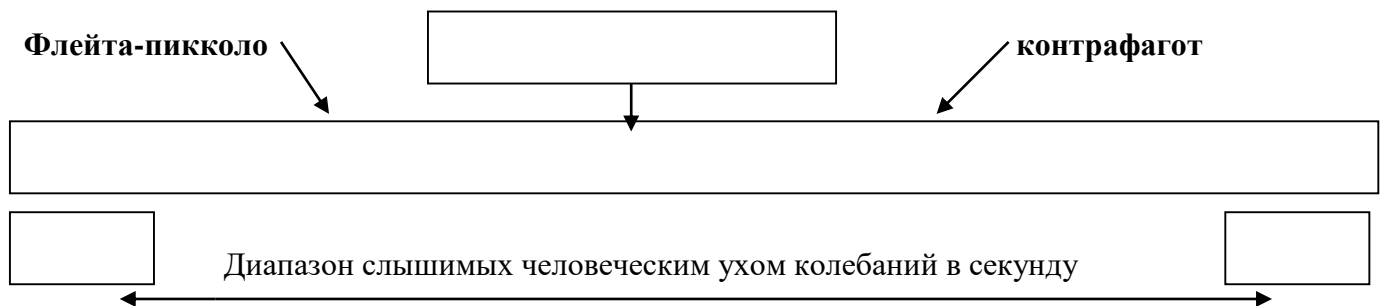 Флейта-пикколо
контрафагот
Диапазон слышимых человеческим ухом колебаний в секунду